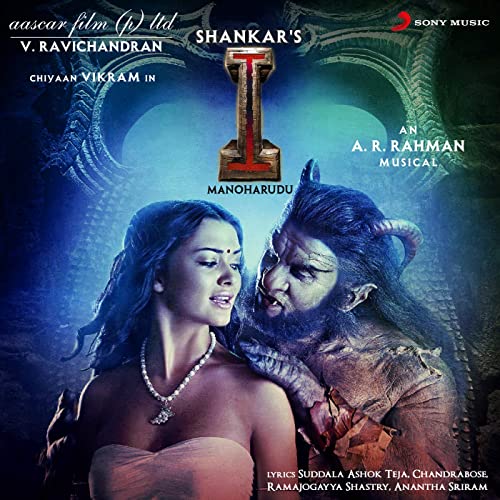 aascar film (p) ltd
V. RAVICHANDRAN
CHIYAAN VIKRAM IN
SHANKAR'S
I
MANOHARUDU
SONY MUSIC
AN
A. R. RAHMAN
MUSICAL
LYRICS SUDDALA ASHOK TEJA, CHANDRABOSE,
RAMAJOGAYYA SHASTRY, ANANTHA SRIRAM